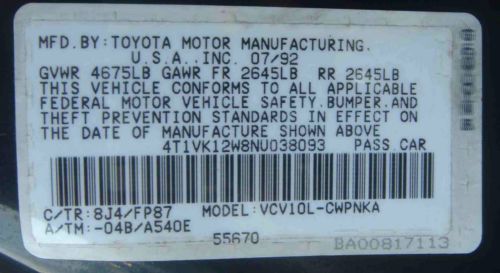 MFD.BY:TOYOTA MOTOR MANUFACTURING.
U.S.A.,INC. 07/92
GVWR 4675LB GAWR FR 2645LB RR 2645LB
THIS VEHICLE CONFORMS TO ALL APPLICABLE
FEDERAL MOTOR VEHICLE SAFETY.BUMPER.AND
THEFT PREVENTION STANDARDS IN EFFECT ON
THE DATE OF MANUFACTURE SHOWN ABOVE
4T1VK12W8NU038093 PASS.CAR
C/TR:8J4/FP87 MODEL:VCV10L-CWPNKA
A/TM:-04B/A540E
55670
BA00817113